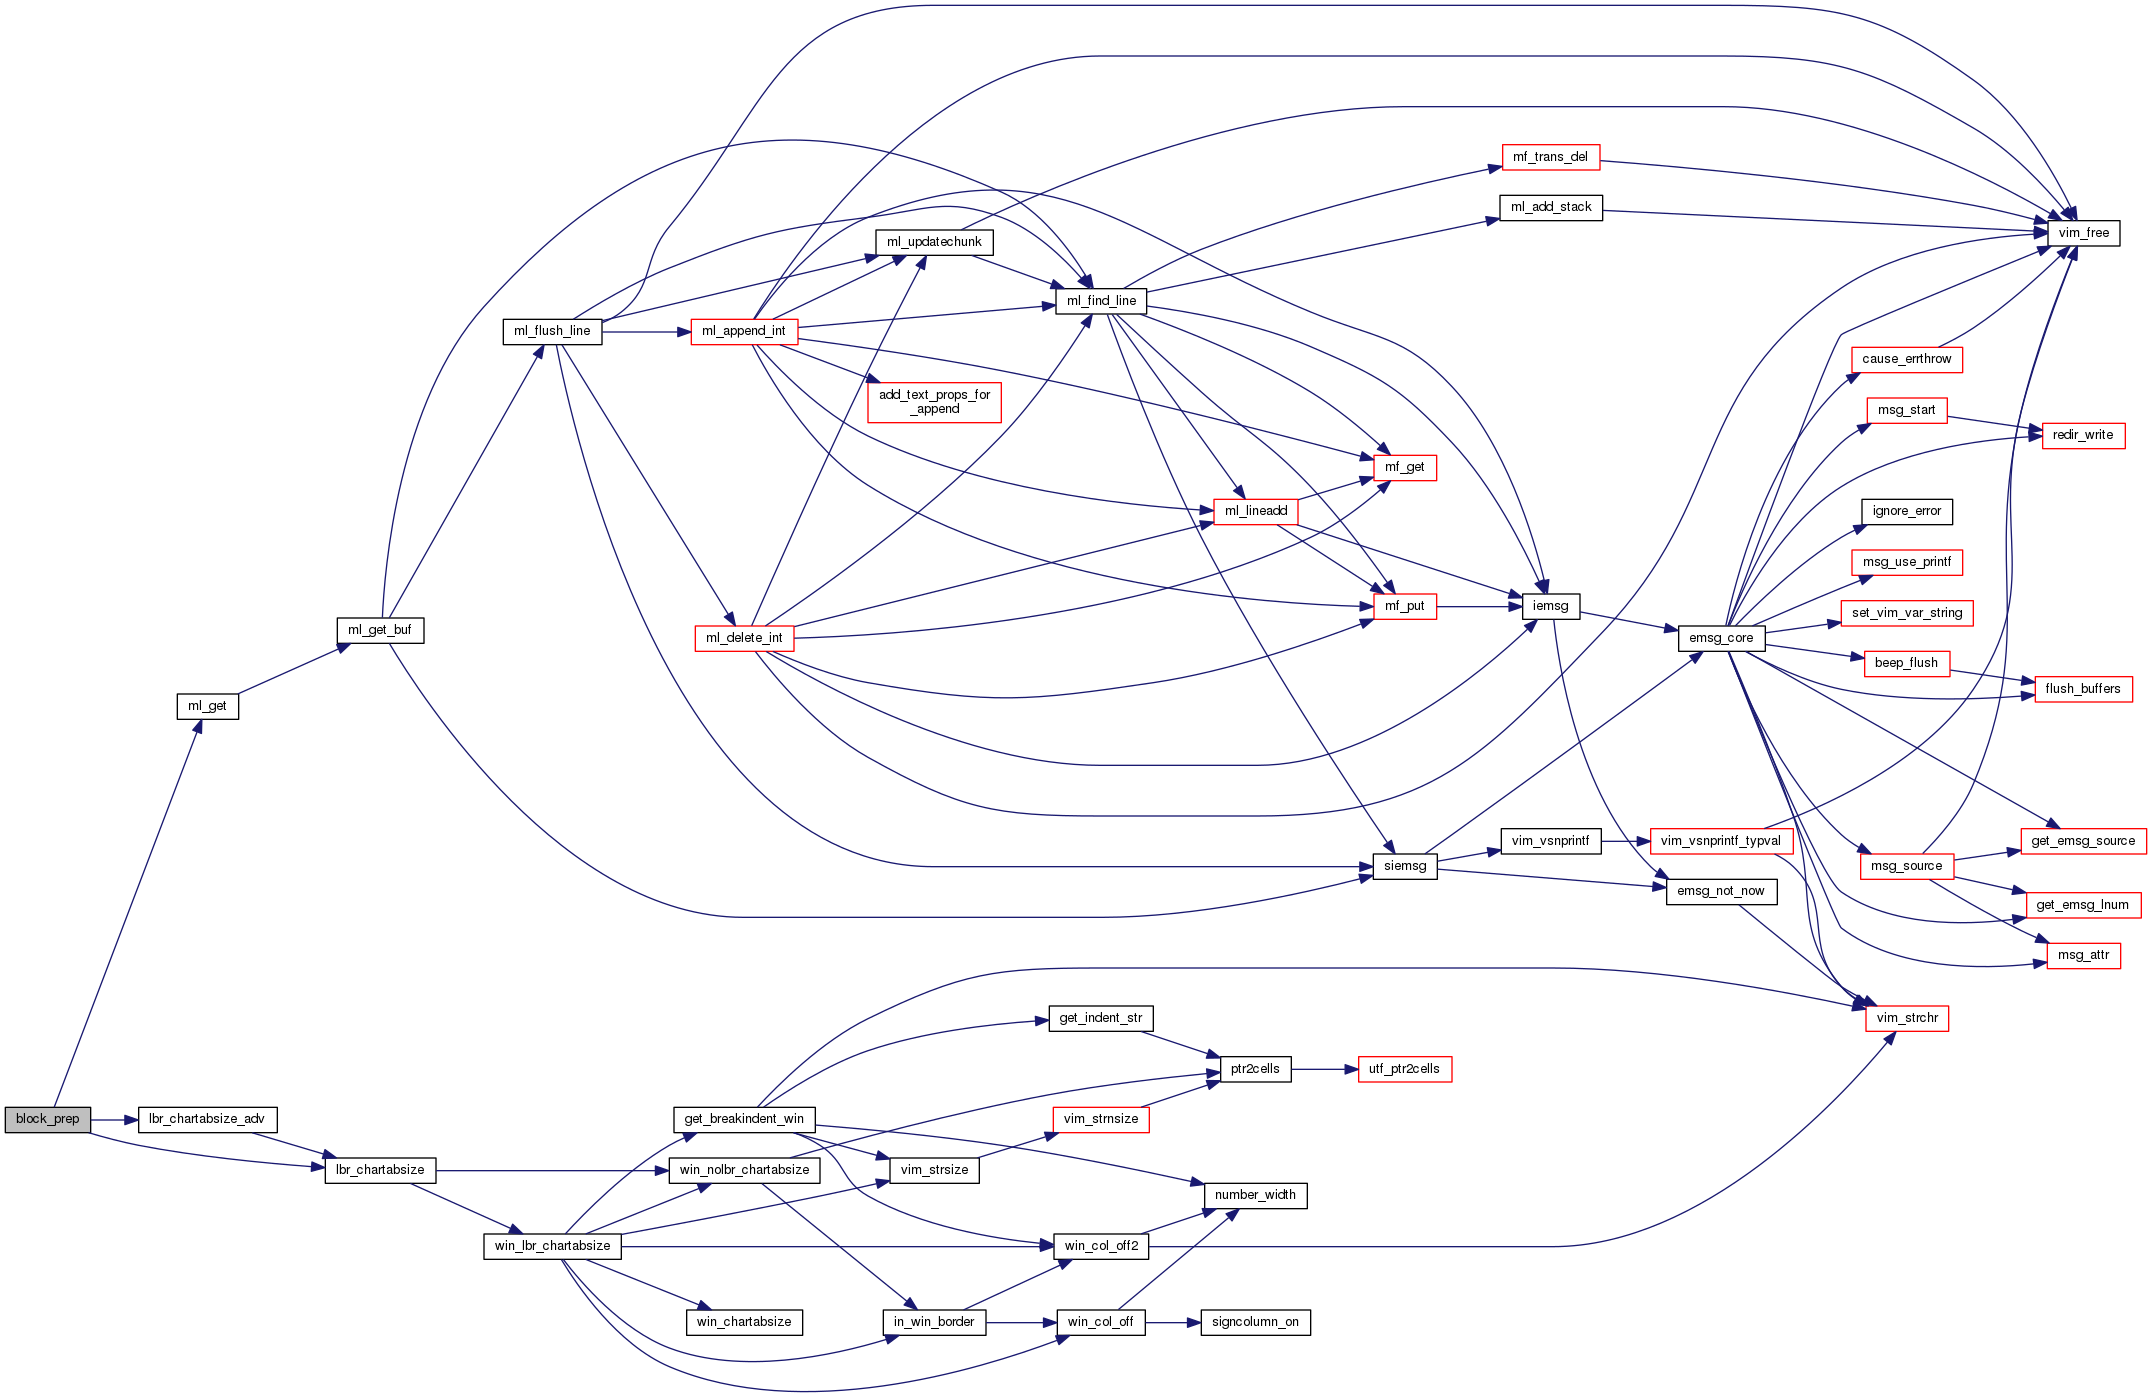 mf_trans_del
ml_add_stack
vim_free
ml_updatechunk
ml_find_line
ml_flush_line
ml_append_int
cause_errthrow
add_text_props_for
_append
msg_start
redir_write
mf_get
ml_lineadd
ignore_error
msg_use_printf
mf_put
iemsg
set_vim_var_string
ml_get_buf
ml_delete_int
emsg_core
beep_flush
flush_buffers
ml_get
vim_vsnprintf
vim_vsnprintf_typval
get_emsg_source
siemsg
msg_source
emsg_not_now
get_emsg_lnum
msg_attr
get_indent_str
vim_strchr
ptr2cells
utf_ptr2cells
block_prep
lbr_chartabsize_adv
get_breakindent_win
vim_strnsize
lbr_chartabsize
win_nolbr_chartabsize
vim_strsize
number_width
win_lbr_chartabsize
win_col_off2
win_chartabsize
in_win_border
win_col_off
signcolumn_on